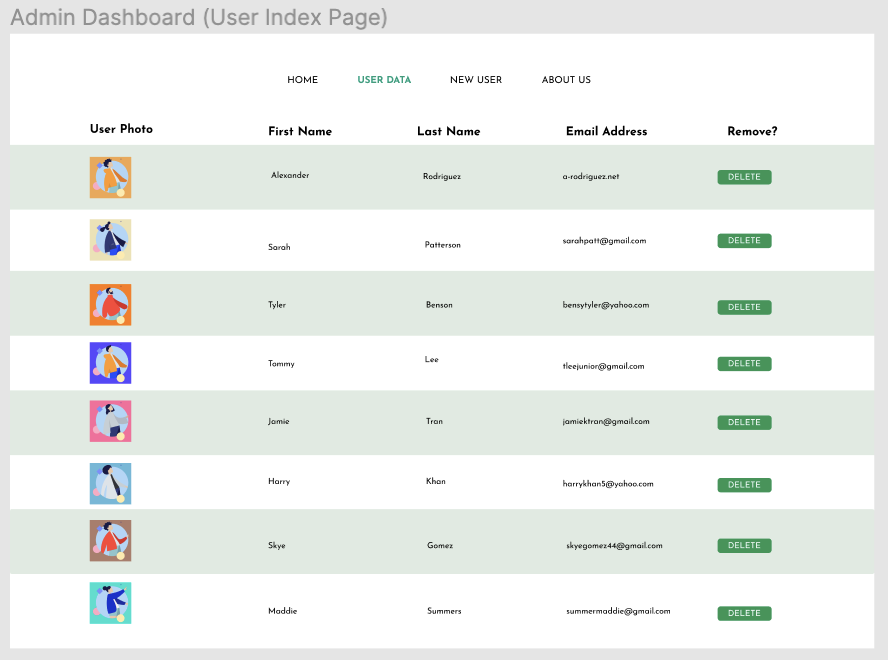 Admin Dashboard (User Index Page)
HOME USER DATA NEW USER ABOUT US
User Photo First Name Last Name Email Address Remove?
Alexander Rodriguez a-rodriguez.net DELETE
Sarah Patterson sarahpatt@gmail.com DELETE
Tyler Benson bensytyler@yahoo.com DELETE
Tommy Lee tleejunior@gmail.com DELETE
Jamie Tran jamiektran@gmail.com DELETE
Harry Khan harrykhan5@yahoo.com DELETE
Skye Gomez skyegomez44@gmail.com DELETE
Maddie Summers summermaddie@gmail.com DELETE